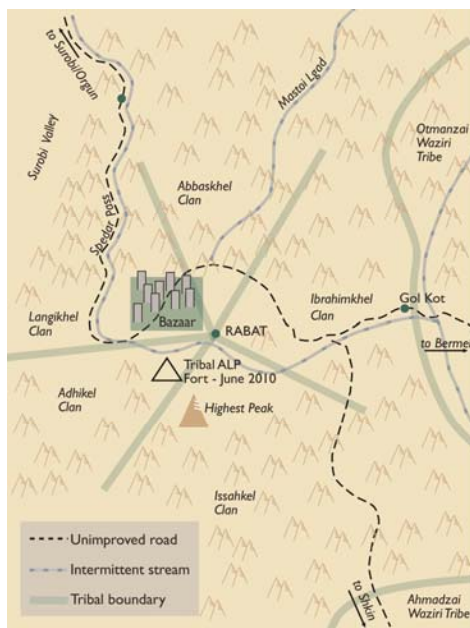 to Surobi/Orgun
Mastoi Lgad
Otmanzai
Waziri
Tribe
Surobi Valley
Abbaskhel
Clan
Spedar Pass
Ibrahimkhel
Clan
Gol Kot
Langikhel
Clan
Bazaar
RABAT
to Bermel
Tribal ALP
Fort - June 2010
Adhikel
Clan
Highest Peak
Issahkel
Clan
Unimproved road
Intermittent stream
Tribal boundary
to Shkin
Ahmadzai
Waziri Tribe